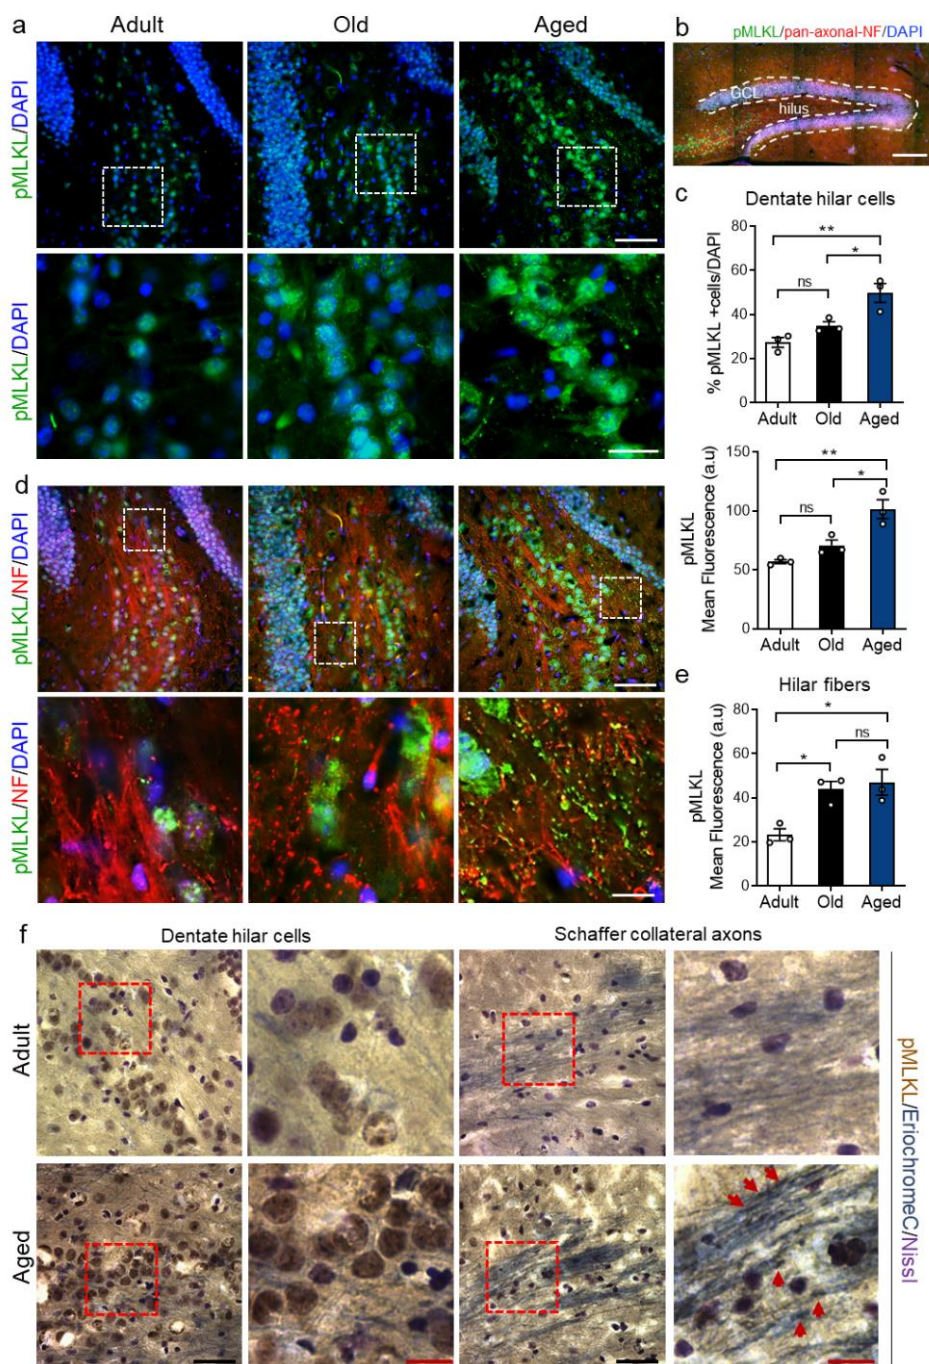 a
Adult
Old
Aged
pMLKL/DAPI
pMLKL/DAPI
b
pMLKL/pan-axonal-NF/DAPI
GCL
hilus
c
Dentate hilar cells
% pMLKL +cells/DAPI
80
60
40
20
0
**
*
ns
Adult
Old
Aged
pMLKL
Mean Fluorescence (a.u)
150
100
50
0
**
*
ns
Adult
Old
Aged
d
pMLKL/NF/DAPI
pMLKL/NF/DAPI
e
Hilar fibers
pMLKL
Mean Fluorescence (a.u)
80
60
40
20
0
*
ns
*
Adult
Old
Aged
f
Dentate hilar cells
Schaffer collateral axons
Adult
Aged
pMLKL/EriochromeC/Nissl